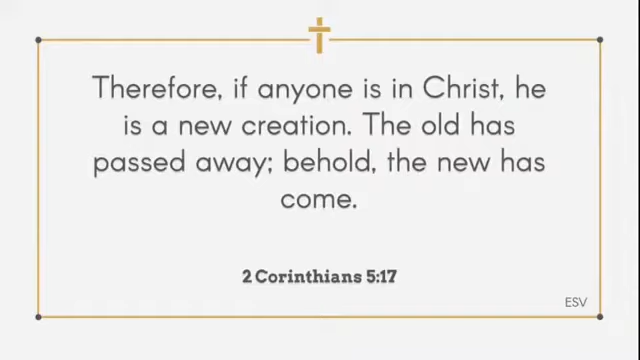 Therefore, if anyone is in Christ, he
is a new creation. The old has
passed away; behold, the new has
come.
2 Corinthians 5:17
ESV